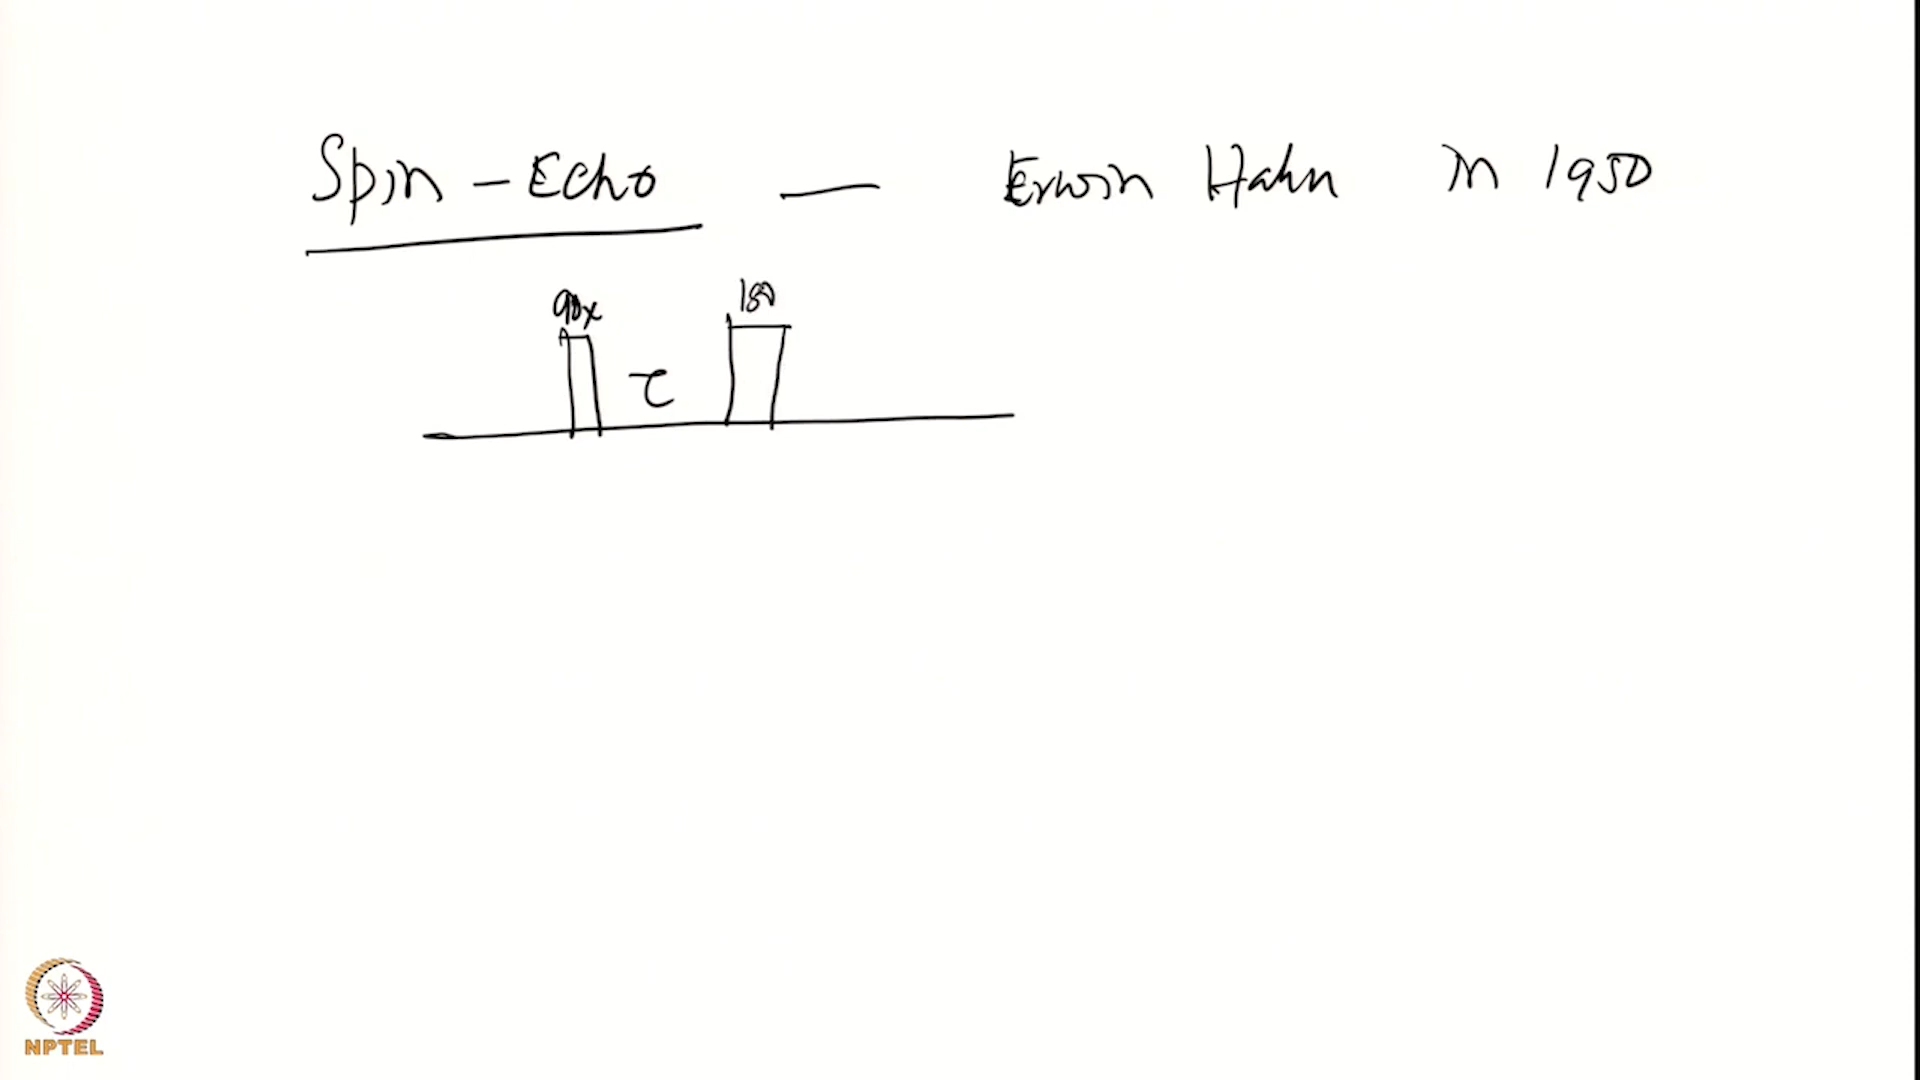 Spin - Echo — Erwin Hahn in 1950
90x 180
τ
NPTEL